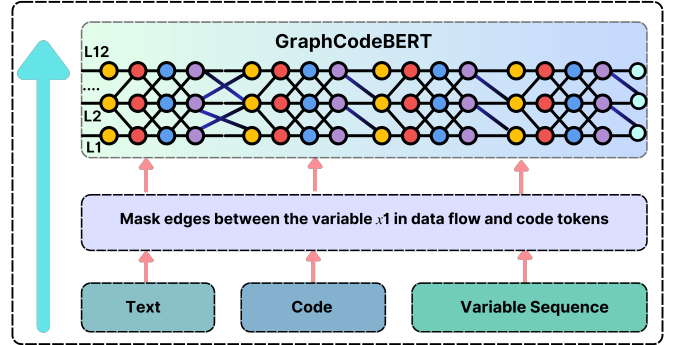 GraphCodeBERT
L12
....
L2
L1
Mask edges between the variable 𝑥1 in data flow and code tokens
Text
Code
Variable Sequence